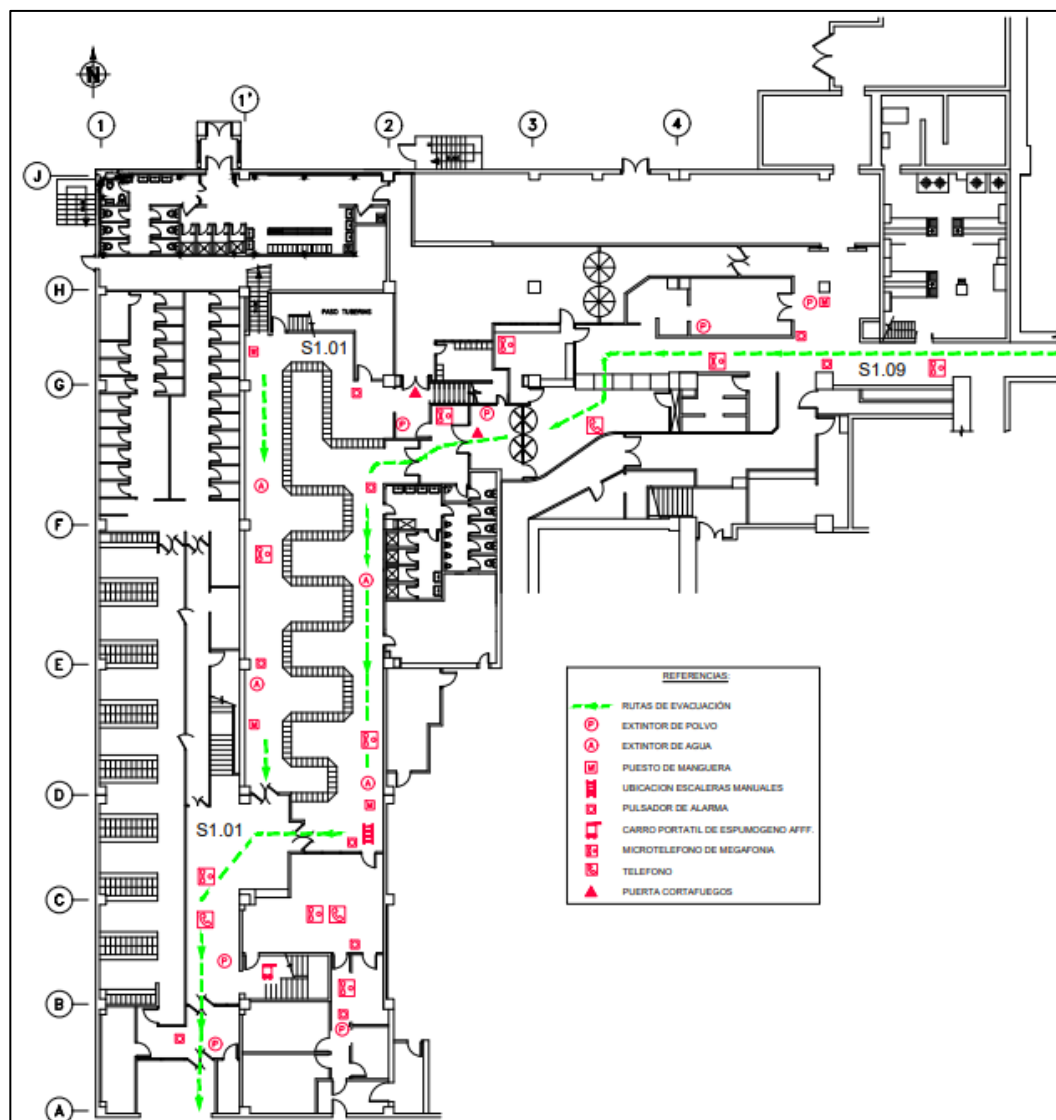 N
1
1'
2
3
4
J
H
PASO TUBERIAS
S1.01
G
S1.09
F
E
REFERENCIAS:
RUTAS DE EVACUACIÓN
P EXTINTOR DE POLVO
A EXTINTOR DE AGUA
M PUESTO DE MANGUERA
UBICACION ESCALERAS MANUALES
PULSADOR DE ALARMA
CARRO PORTATIL DE ESPUMOGENO AFFF.
MICROTELEFONO DE MEGAFONIA
TELEFONO
PUERTA CORTAFUEGOS
D
S1.01
C
B
A